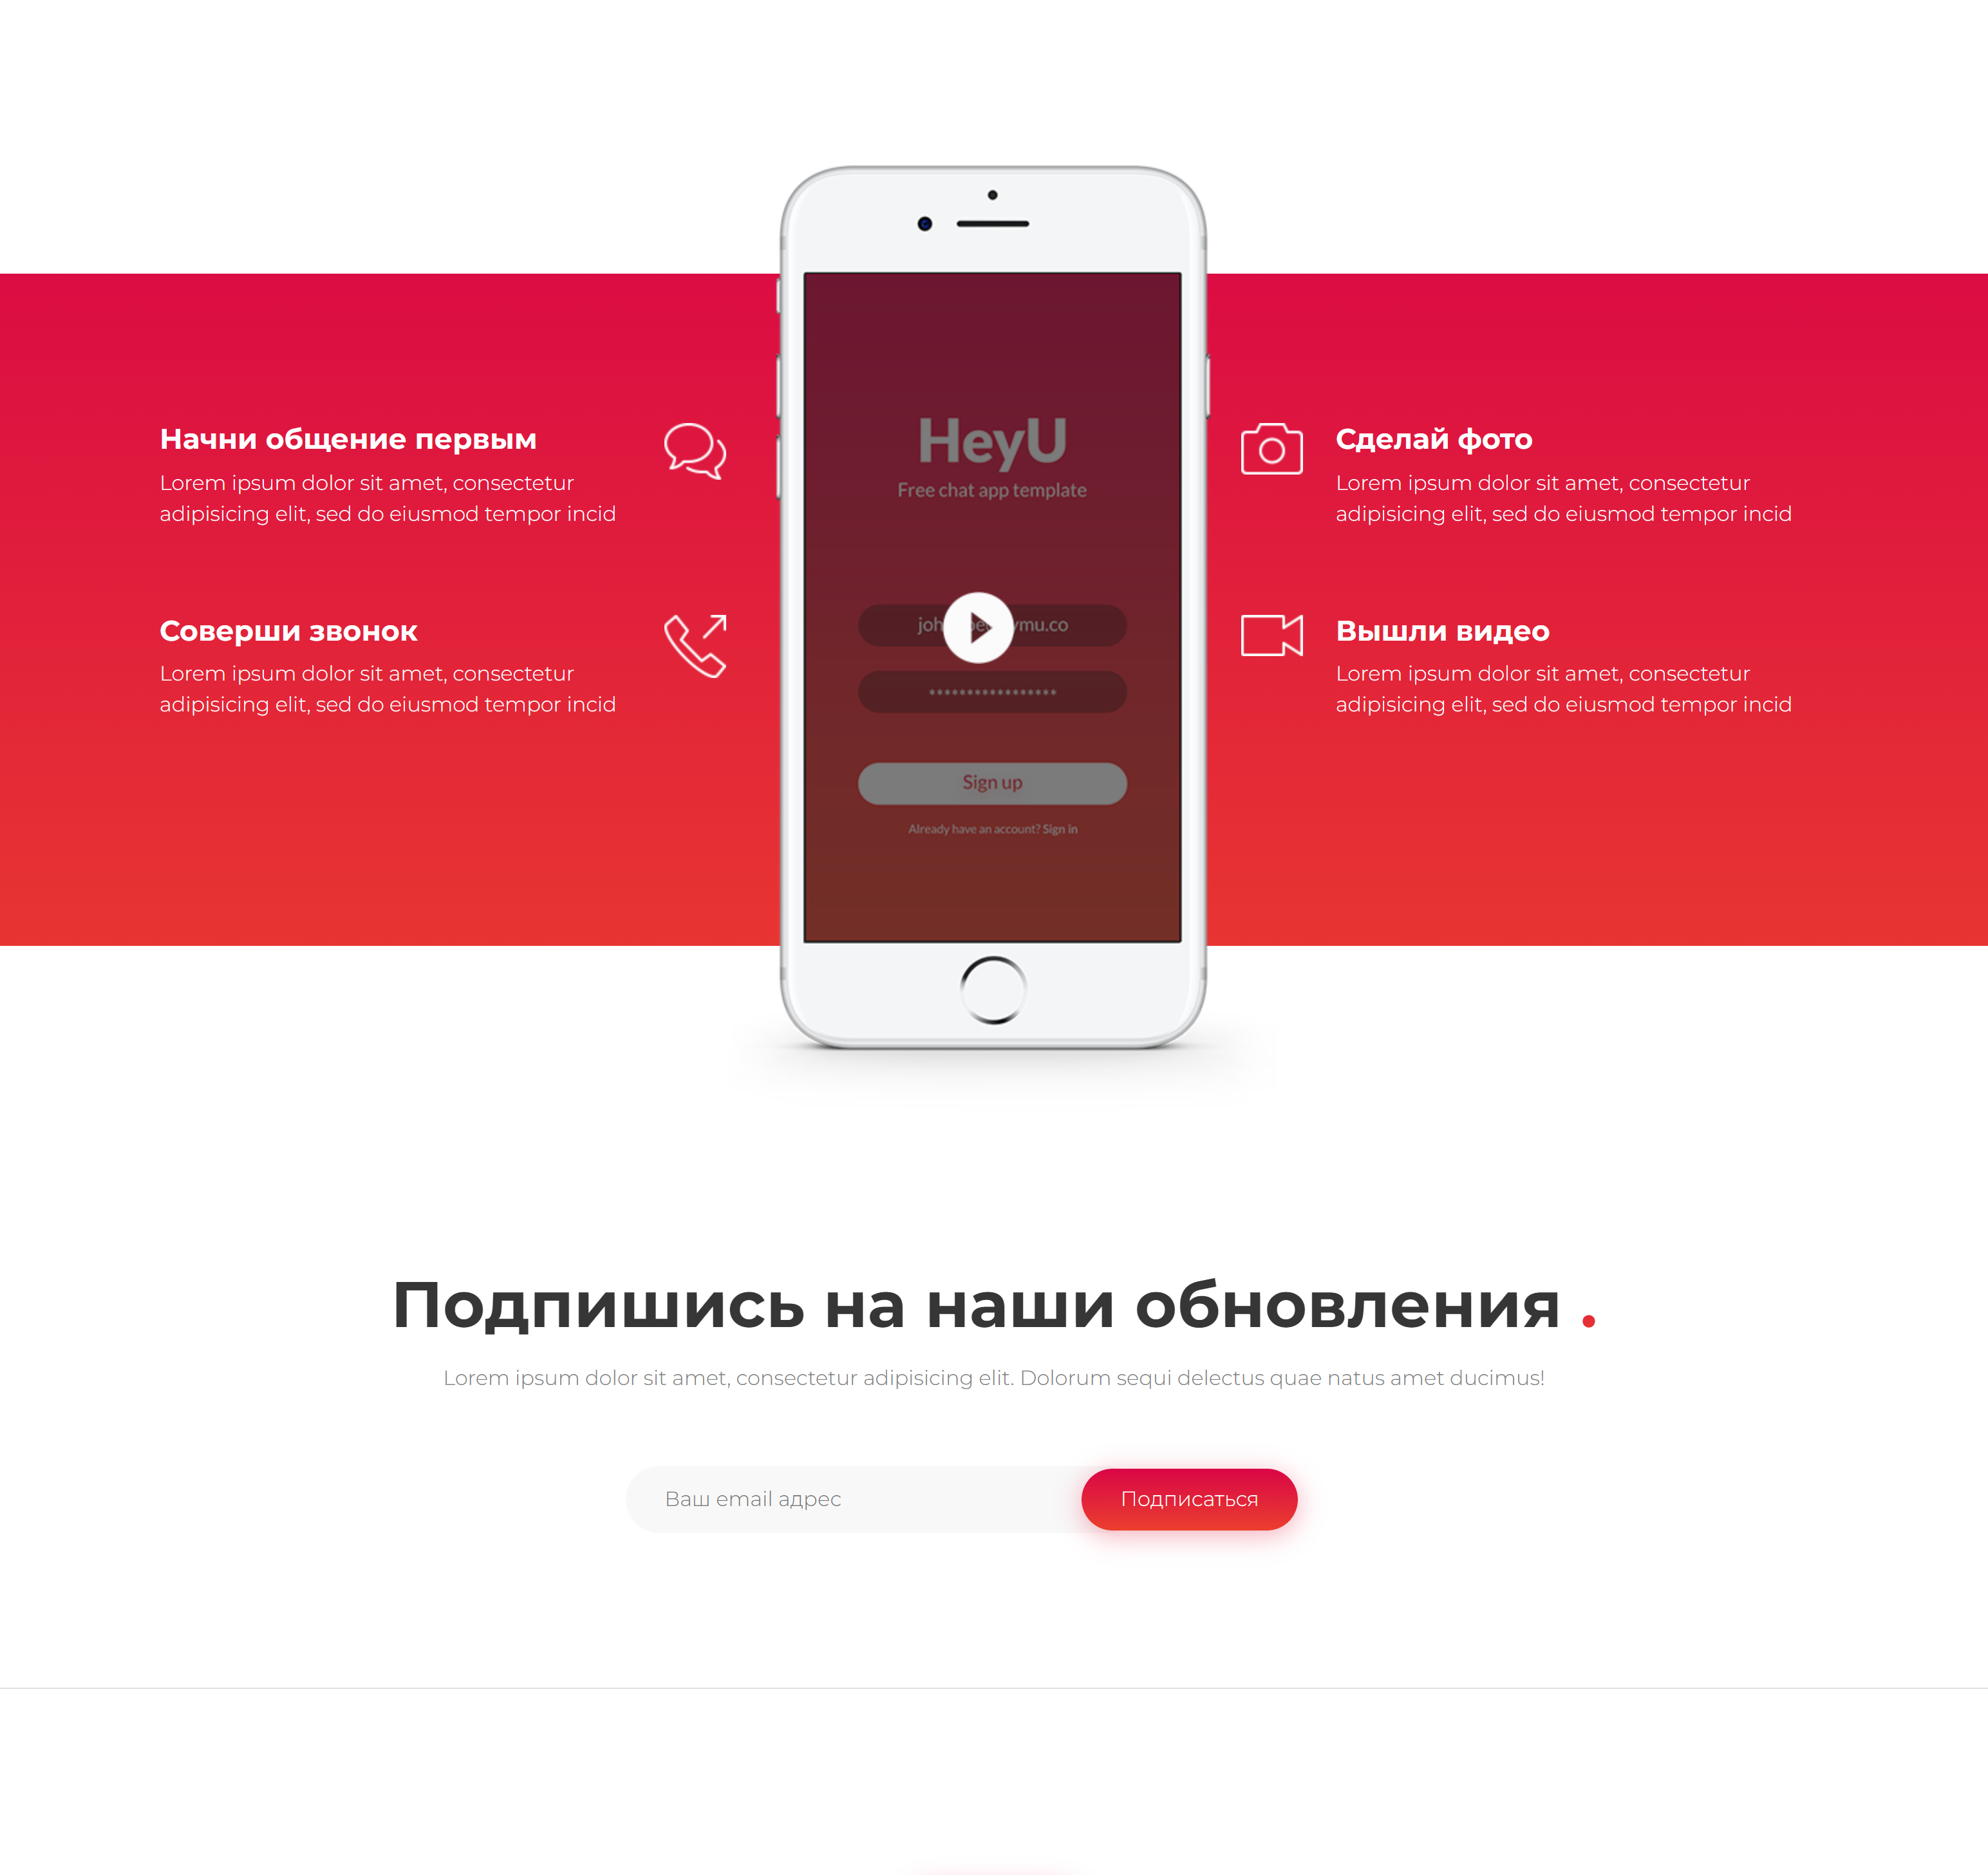 Начни общение первым
Lorem ipsum dolor sit amet, consectetur
adipisicing elit, sed do eiusmod tempor incid
Соверши звонок
Lorem ipsum dolor sit amet, consectetur
adipisicing elit, sed do eiusmod tempor incid
HeyU
Free chat app template
*****************
Sign up
Already have an account? Sign in
Сделай фото
Lorem ipsum dolor sit amet, consectetur
adipisicing elit, sed do eiusmod tempor incid
Вышли видео
Lorem ipsum dolor sit amet, consectetur
adipisicing elit, sed do eiusmod tempor incid
Подпишись на наши обновления .
Lorem ipsum dolor sit amet, consectetur adipisicing elit. Dolorum sequi delectus quae natus amet ducimus!
Ваш email адрес
Подписаться